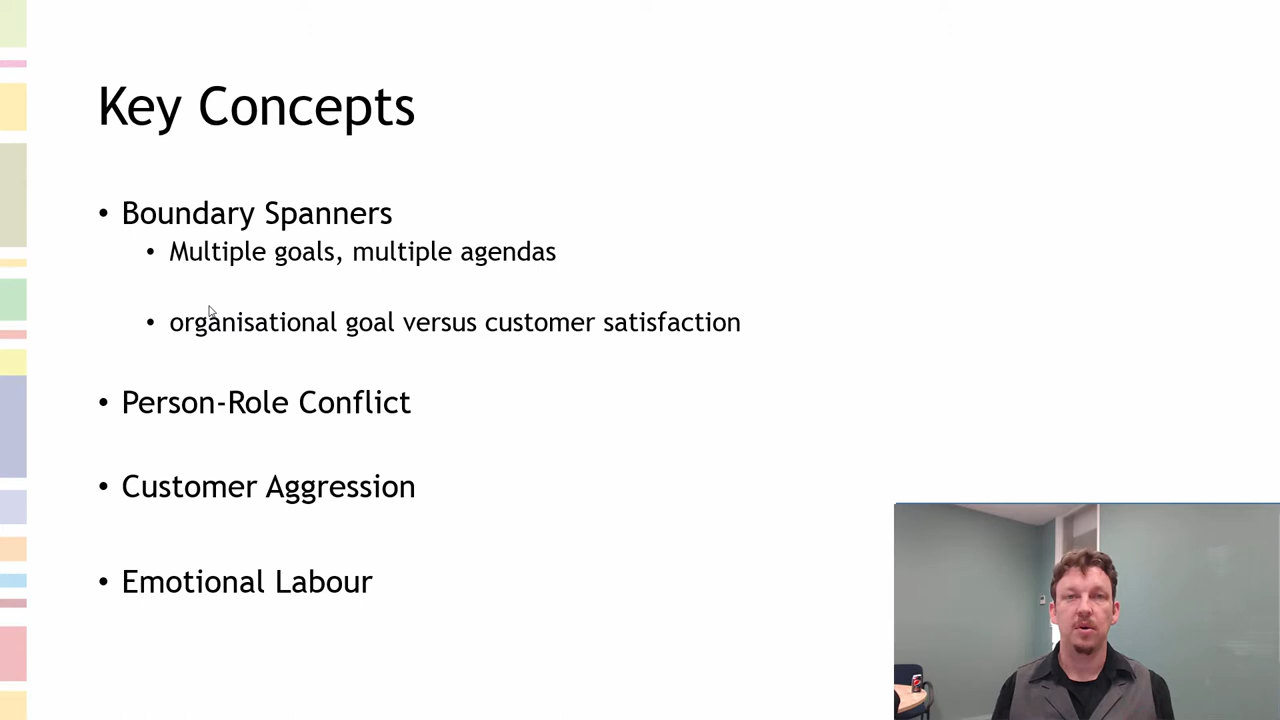 Key Concepts
• Boundary Spanners
• Multiple goals, multiple agendas
• organisational goal versus customer satisfaction
• Person-Role Conflict
• Customer Aggression
• Emotional Labour